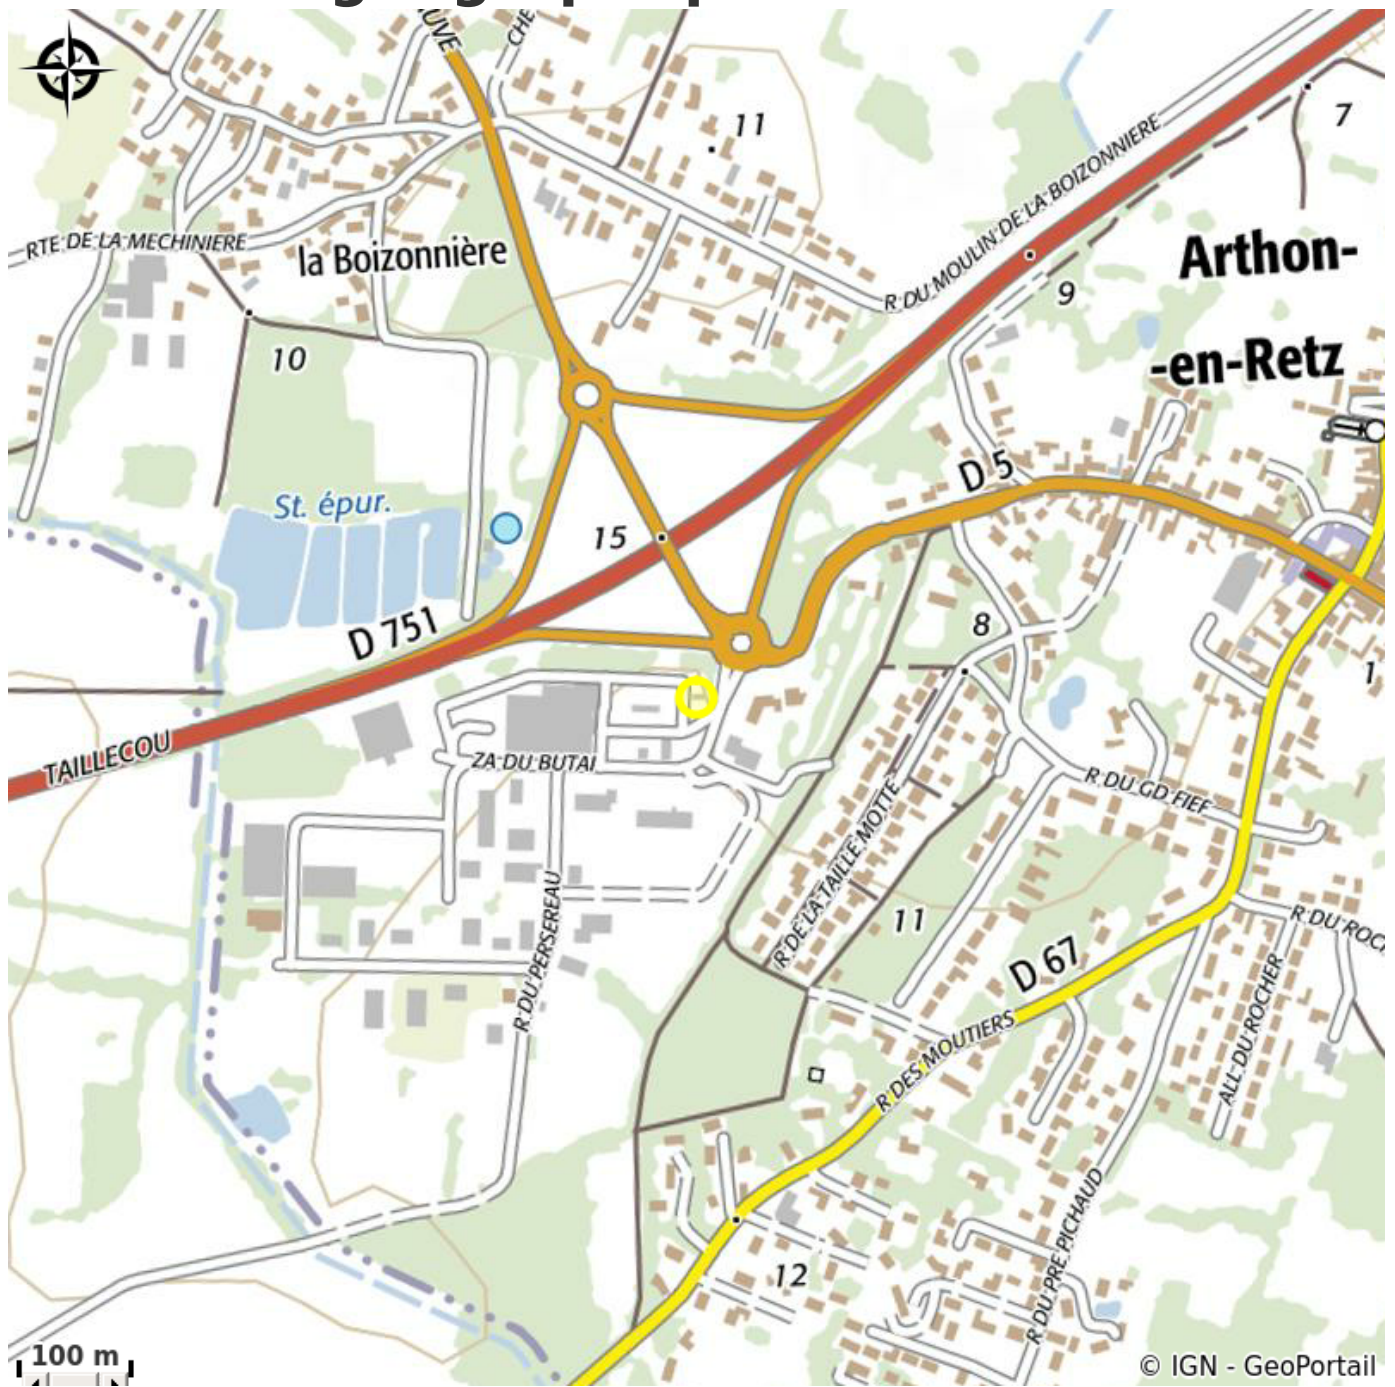 UVE
CHE
11
7
R DU MOULIN DE LA BOIZONNIERE
RTE DE LA MECHINIERE
la Boizonnière
Arthon-
-en-Retz
9
10
D 5
St. épur.
15
D 751
8
1
TAILLECOU
ZA DU BUTAI
R DU GD FIEF
R DE LA TAILLE MOTTE
R DU PERSEREAU
11
R DU ROCH
D 67
ALL DU ROCHER
R DES MOUTIERS
R DU PRE PICHAUD
12
100 m
© IGN - GeoPortail